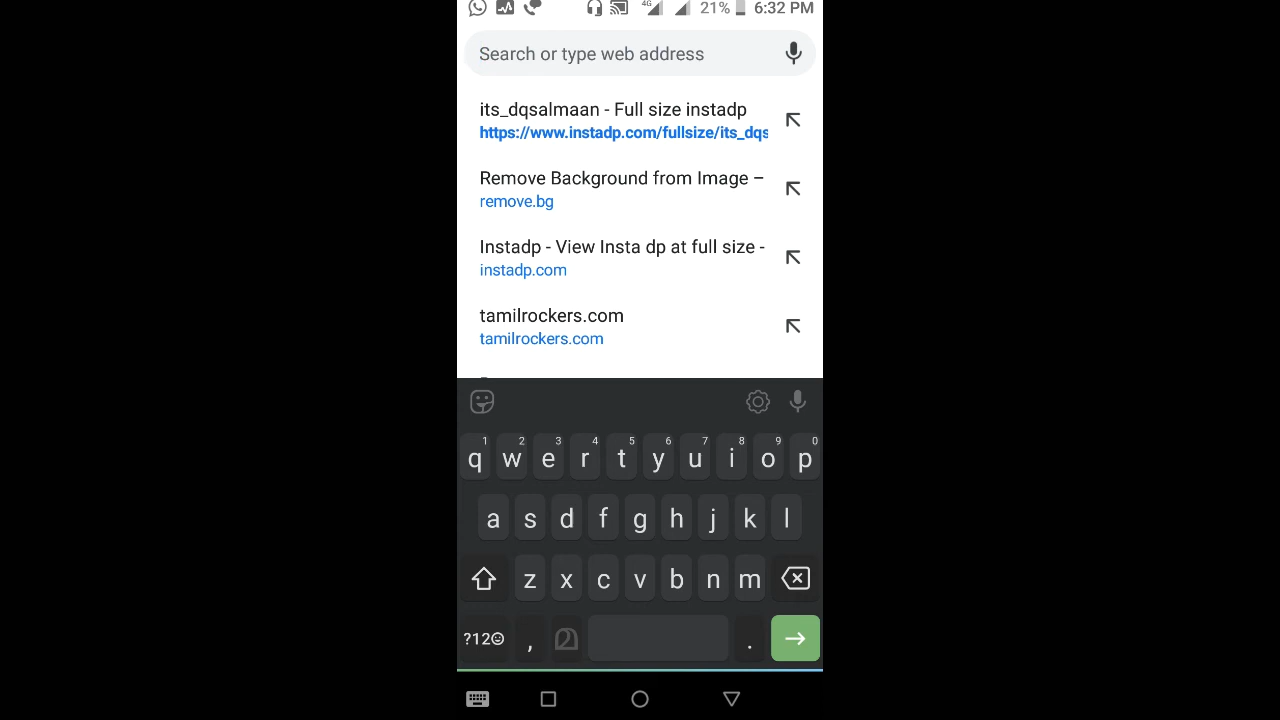 4G 21% 6:32 PM
Search or type web address
its_dqsalmaan - Full size instadp
https://www.instadp.com/fullsize/its_dqs
Remove Background from Image –
remove.bg
Instadp - View Insta dp at full size -
instadp.com
tamilrockers.com
tamilrockers.com
1 2 3 4 5 6 7 8 9 0
q w e r t y u i o p
a s d f g h j k l
z x c v b n m
?12☺ , മ .